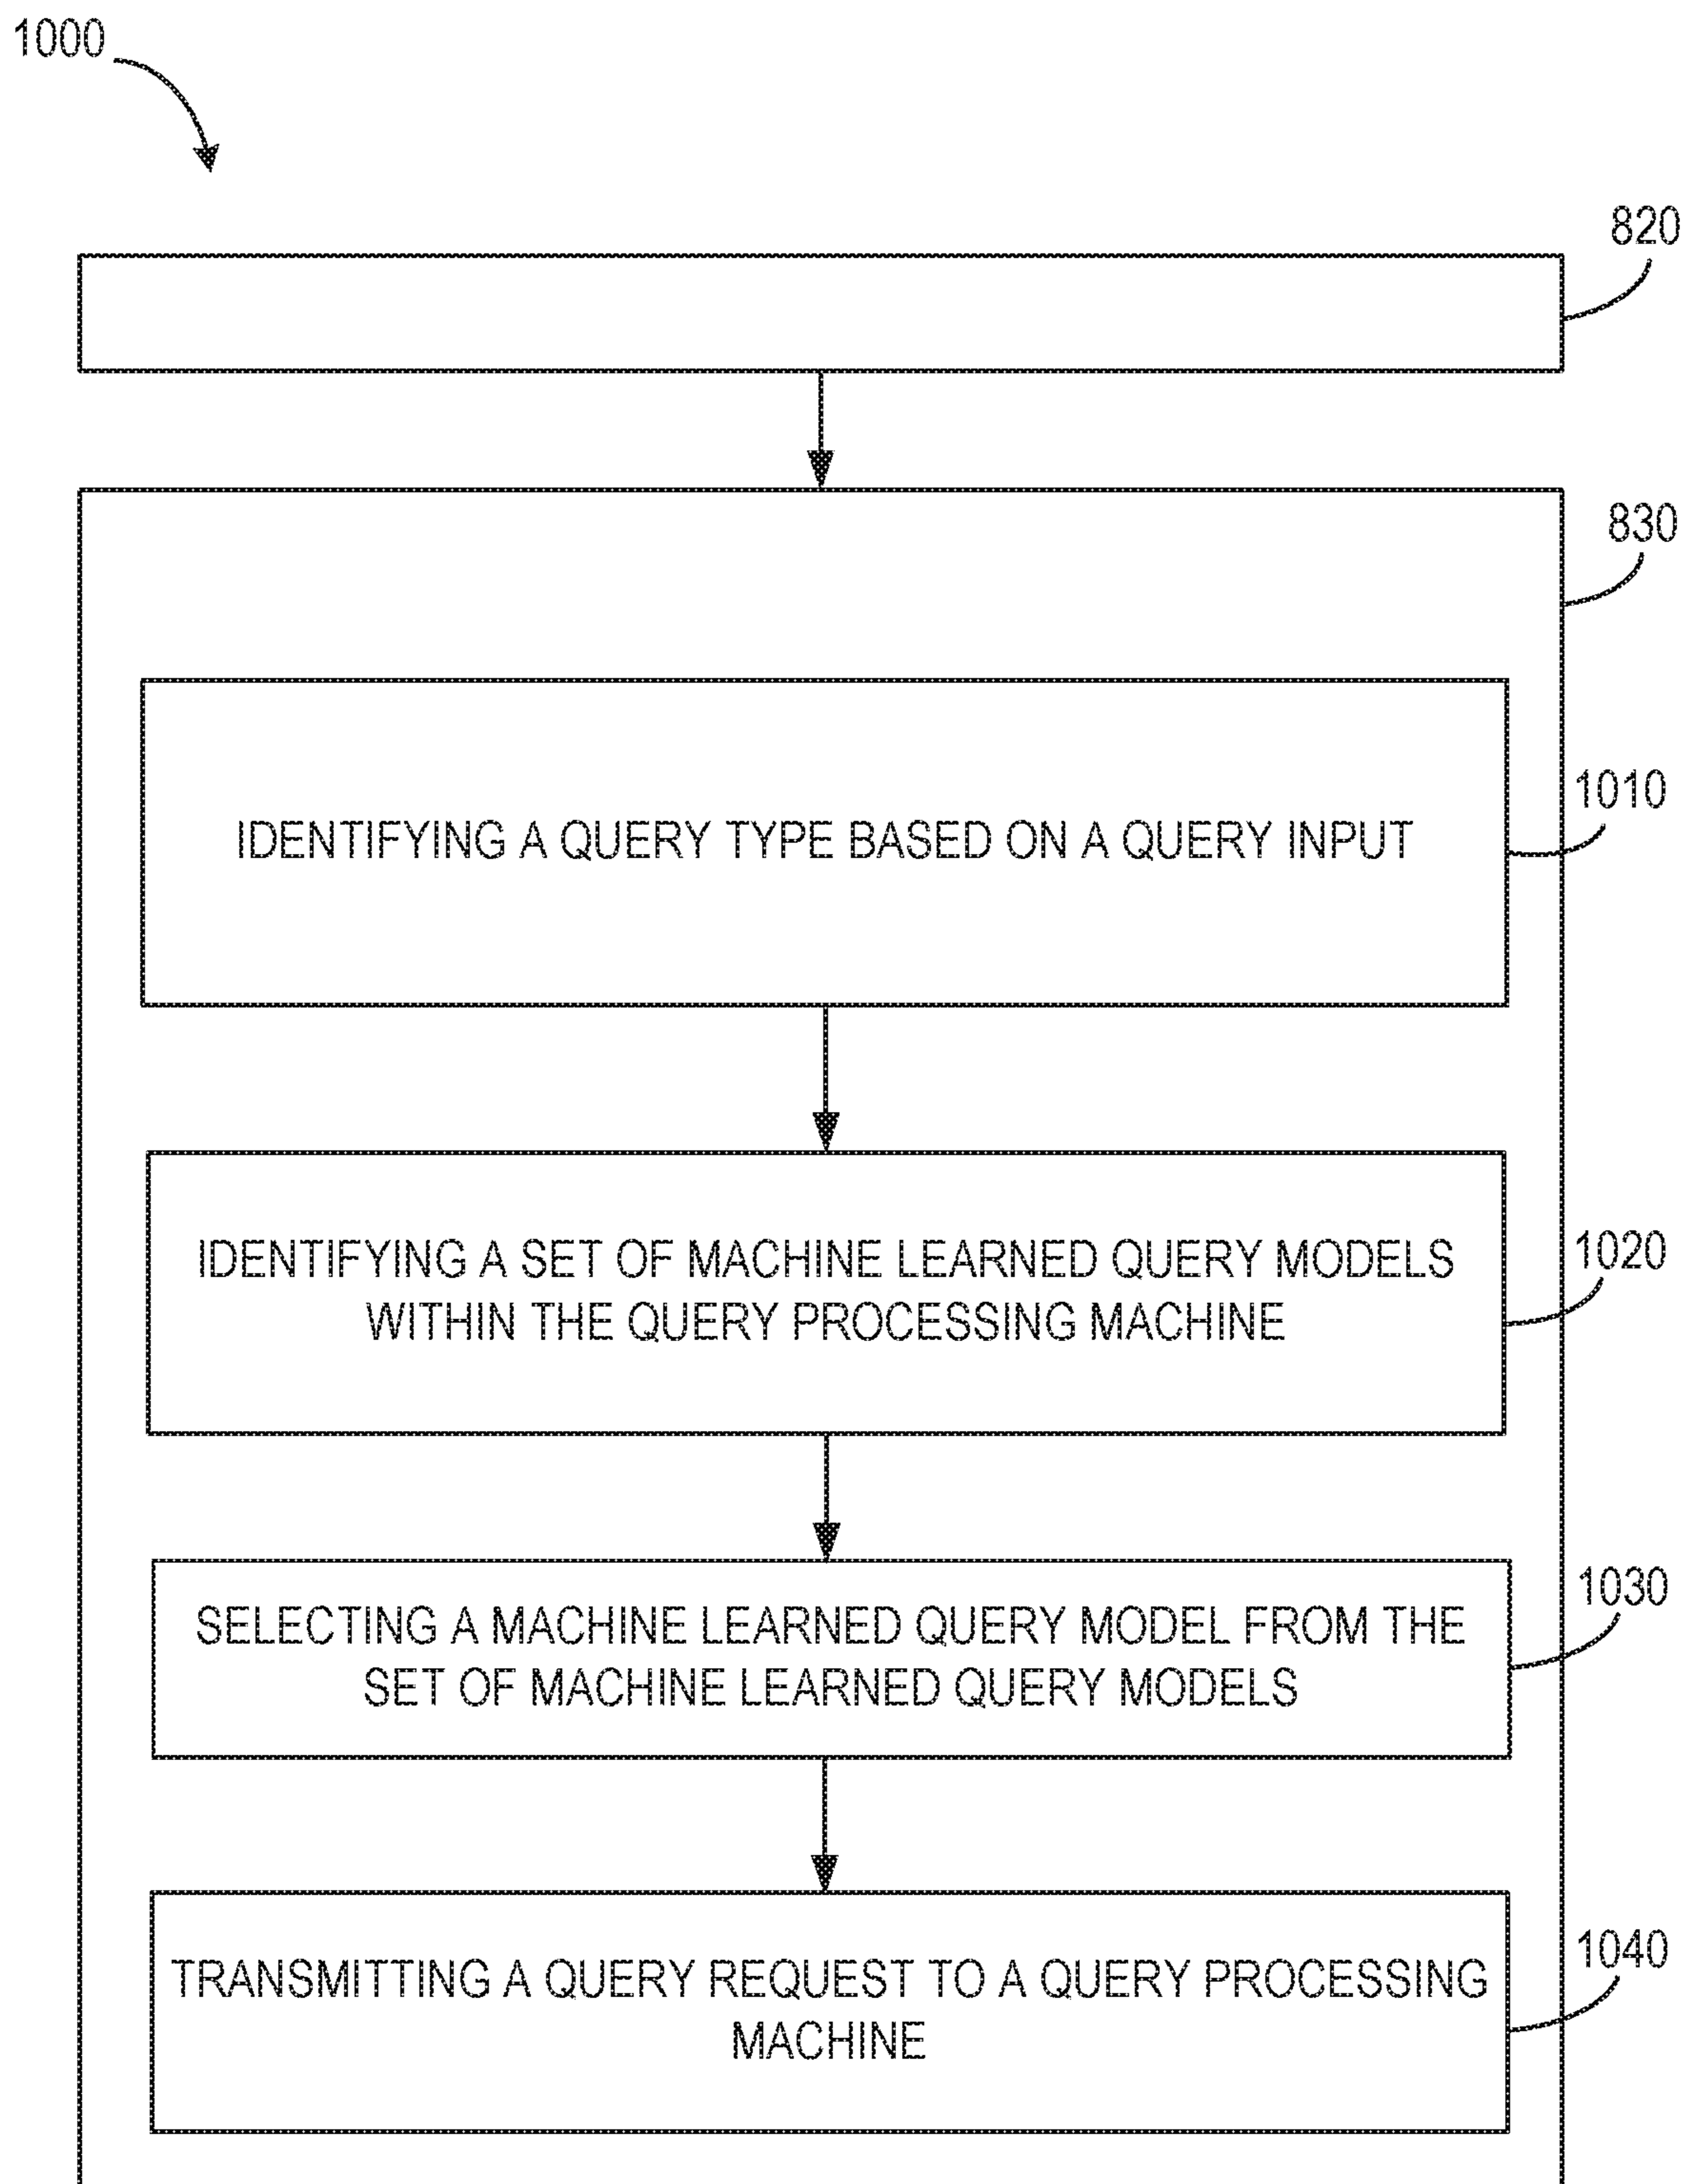 1000
820
830
IDENTIFYING A QUERY TYPE BASED ON A QUERY INPUT
1010
IDENTIFYING A SET OF MACHINE LEARNED QUERY MODELS
WITHIN THE QUERY PROCESSING MACHINE
1020
SELECTING A MACHINE LEARNED QUERY MODEL FROM THE
SET OF MACHINE LEARNED QUERY MODELS
1030
TRANSMITTING A QUERY REQUEST TO A QUERY PROCESSING
MACHINE
1040